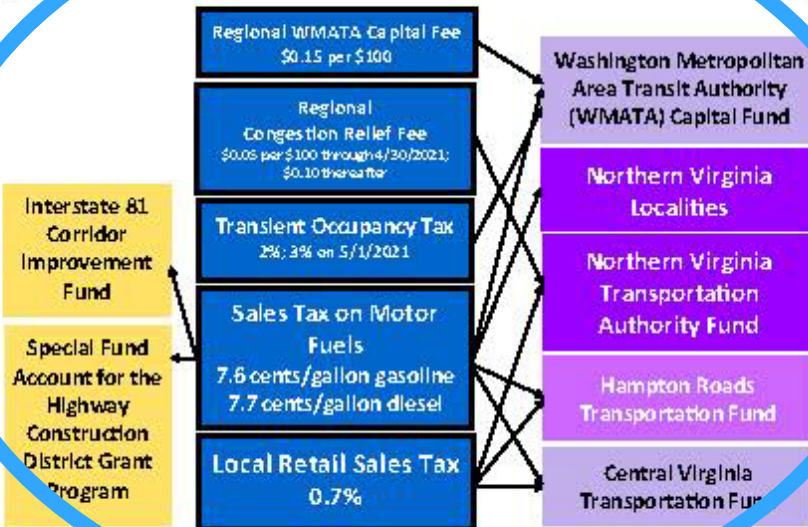 Regional WMATA Capital Fee
$0.15 per $100
Regional
Congestion Relief Fee
$0.05 per $100 through 4/30/2021;
$0.10 thereafter
Transient Occupancy Tax
2%; 3% on 5/1/2021
Sales Tax on Motor
Fuels
7.6 cents/gallon gasoline
7.7 cents/gallon diesel
Local Retail Sales Tax
0.7%
Interstate 81
Corridor
Improvement
Fund
Special Fund
Account for the
Highway
Construction
District Grant
Program
Washington Metropolitan
Area Transit Authority
(WMATA) Capital Fund
Northern Virginia
Localities
Northern Virginia
Transportation
Authority Fund
Hampton Roads
Transportation Fund
Central Virginia
Transportation Fund